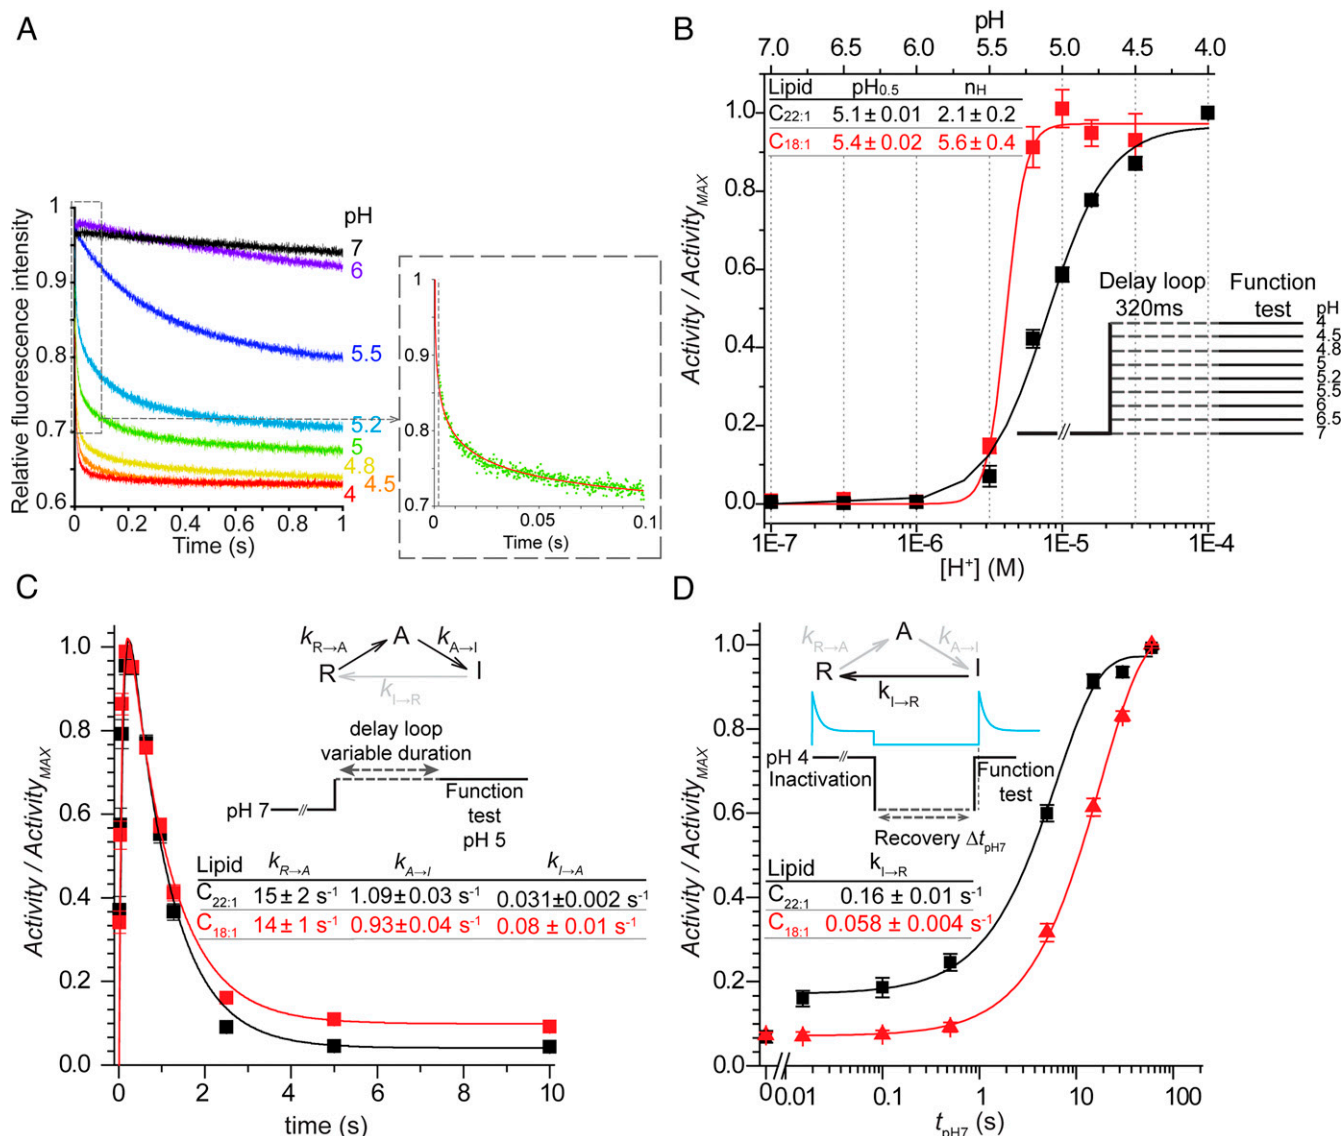 A
Relative fluorescence intensity
1
0.9
0.8
0.7
0.6
0 0.2 0.4 0.6 0.8 1
Time (s)
pH
7
6
5.5
5.2
5
4.8
4.5
4
1
0.9
0.8
0.7
0 0.05 0.1
Time (s)
B
pH
7.0 6.5 6.0 5.5 5.0 4.5 4.0
Lipid pH0.5 nH
C22:1 5.1 ± 0.01 2.1 ± 0.2
C18:1 5.4 ± 0.02 5.6 ± 0.4
Activity / ActivityMAX
1.0
0.8
0.6
0.4
0.2
0.0
Delay loop
320ms
Function
test
pH
4
4.5
4.8
5
5.2
5.5
6
6.5
7
1E-7 1E-6 1E-5 1E-4
[H+] (M)
C
Activity / ActivityMAX
1.0
0.8
0.6
0.4
0.2
0.0
kR→A A kA→I
R I
kI→R
delay loop
variable duration
pH 7
Function
test
pH 5
Lipid kR→A kA→I kI→A
C22:1 15±2 s-1 1.09±0.03 s-1 0.031±0.002 s-1
C18:1 14±1 s-1 0.93±0.04 s-1 0.08 ± 0.01 s-1
0 2 4 6 8 10
time (s)
D
Activity / ActivityMAX
1.0
0.8
0.6
0.4
0.2
0.0
kR→A A kA→I
R I
kI→R
pH 4
Inactivation
Function
test
Recovery ΔtpH7
Lipid kI→R
C22:1 0.16 ± 0.01 s-1
C18:1 0.058 ± 0.004 s-1
0 0.01 0.1 1 10 100
tpH7 (s)